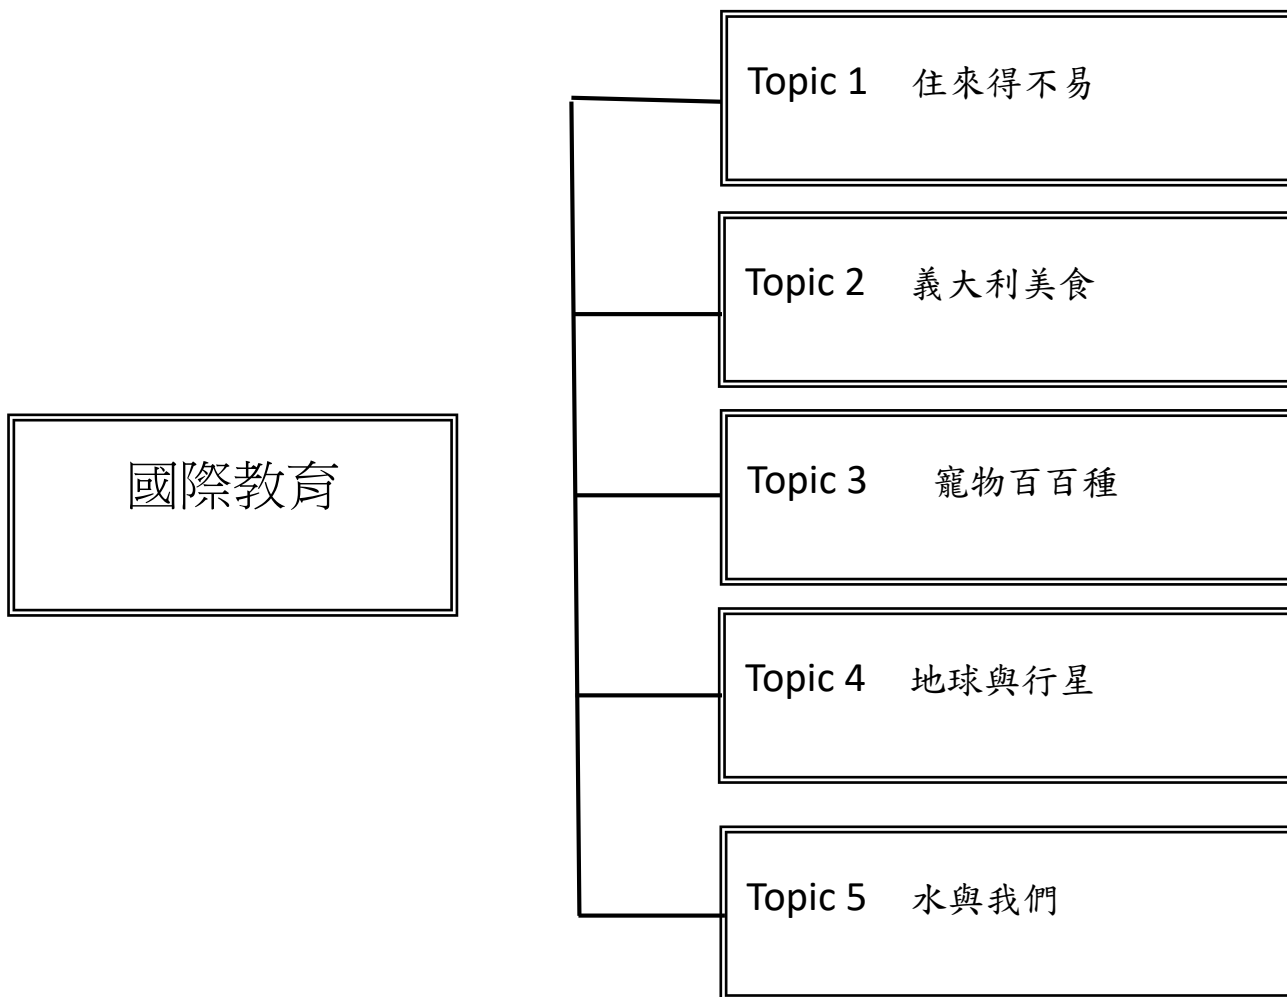 國際教育
Topic 1 住來得不易
Topic 2 義大利美食
Topic 3 寵物百百種
Topic 4 地球與行星
Topic 5 水與我們